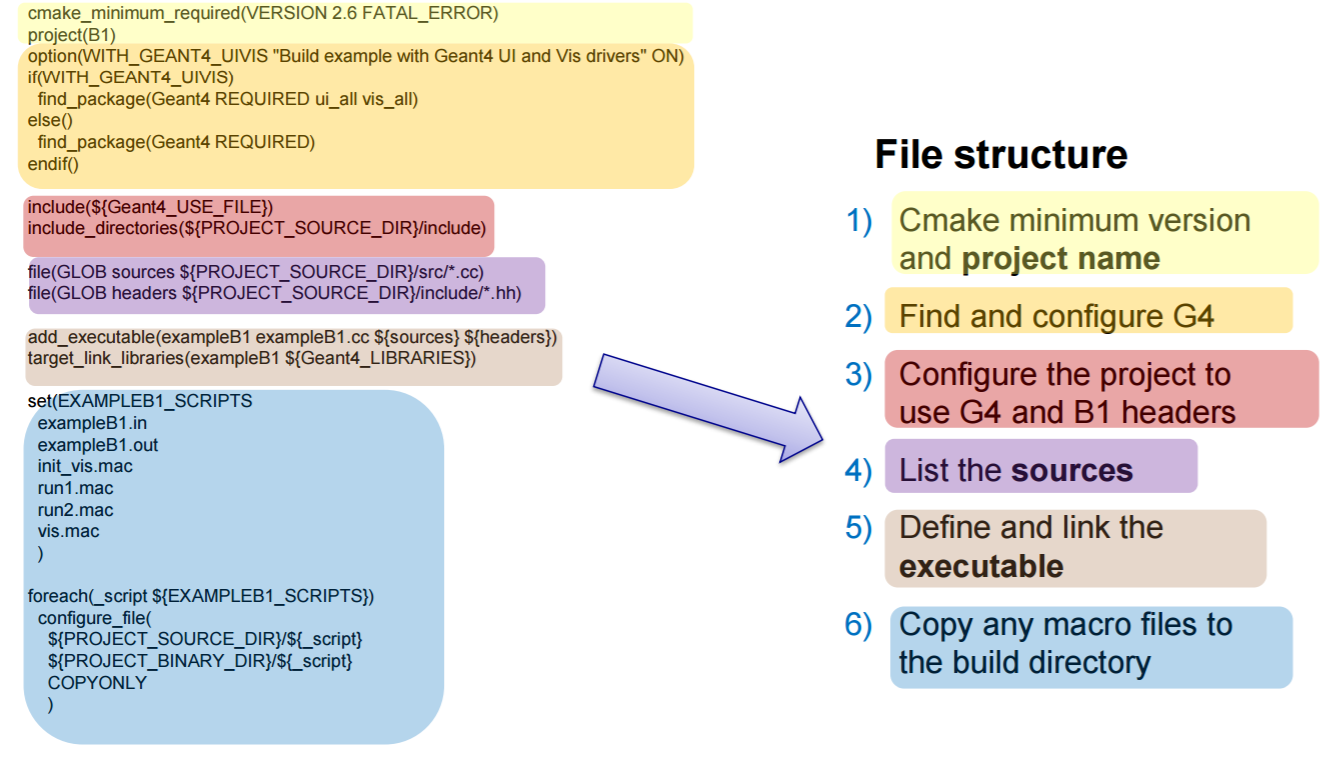 cmake_minimum_required(VERSION 2.6 FATAL_ERROR)
project(B1)
option(WITH_GEANT4_UIVIS "Build example with Geant4 UI and Vis drivers" ON)
if(WITH_GEANT4_UIVIS)
  find_package(Geant4 REQUIRED ui_all vis_all)
else()
  find_package(Geant4 REQUIRED)
endif()
include(${Geant4_USE_FILE})
include_directories(${PROJECT_SOURCE_DIR}/include)
file(GLOB sources ${PROJECT_SOURCE_DIR}/src/*.cc)
file(GLOB headers ${PROJECT_SOURCE_DIR}/include/*.hh)
add_executable(exampleB1 exampleB1.cc ${sources} ${headers})
target_link_libraries(exampleB1 ${Geant4_LIBRARIES})
set(EXAMPLEB1_SCRIPTS
  exampleB1.in
  exampleB1.out
  init_vis.mac
  run1.mac
  run2.mac
  vis.mac
  )
foreach(_script ${EXAMPLEB1_SCRIPTS})
  configure_file(
    ${PROJECT_SOURCE_DIR}/${_script}
    ${PROJECT_BINARY_DIR}/${_script}
    COPYONLY
    )
File structure
1) Cmake minimum version
and project name
2) Find and configure G4
3) Configure the project to
use G4 and B1 headers
4) List the sources
5) Define and link the
executable
6) Copy any macro files to
the build directory